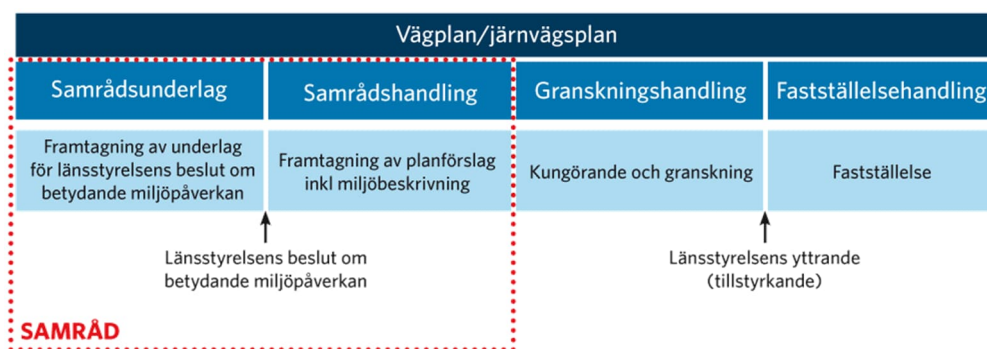 Vägplan/järnvägsplan
Samrådsunderlag
Samrådshandling
Granskningshandling
Fastställelsehandling
Framtagning av underlag
för länsstyrelsens beslut om
betydande miljöpåverkan
Framtagning av planförslag
inkl miljöbeskrivning
Kungörande och granskning
Fastställelse
Länsstyrelsens beslut om
betydande miljöpåverkan
Länsstyrelsens yttrande
(tillstyrkande)
SAMRÅD